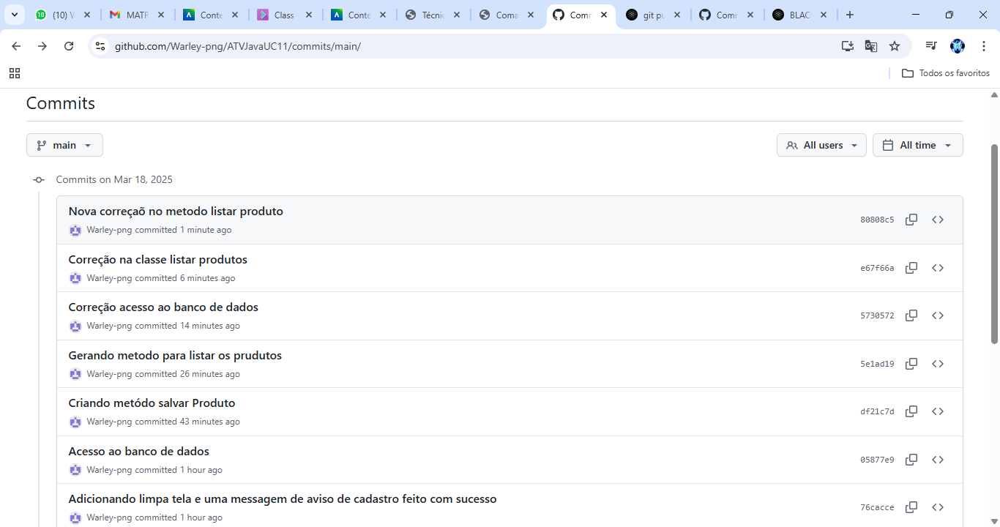 (10) W
MATR
Conte
Class
Conte
Técnic
Coma
Comm
git pu
Comm
BLAC
github.com/Warley-png/ATVJavaUC11/commits/main/
Todos os favoritos
Commits
main
All users
All time
Commits on Mar 18, 2025
Nova correçaõ no metodo listar produto
Warley-png committed 1 minute ago
80808c5
Correção na classe listar produtos
Warley-png committed 6 minutes ago
e67f66a
Correção acesso ao banco de dados
Warley-png committed 14 minutes ago
5730572
Gerando metodo para listar os prudutos
Warley-png committed 26 minutes ago
5e1ad19
Criando metódo salvar Produto
Warley-png committed 43 minutes ago
df21c7d
Acesso ao banco de dados
Warley-png committed 1 hour ago
05877e9
Adicionando limpa tela e uma messagem de aviso de cadastro feito com sucesso
Warley-png committed 1 hour ago
76cacce